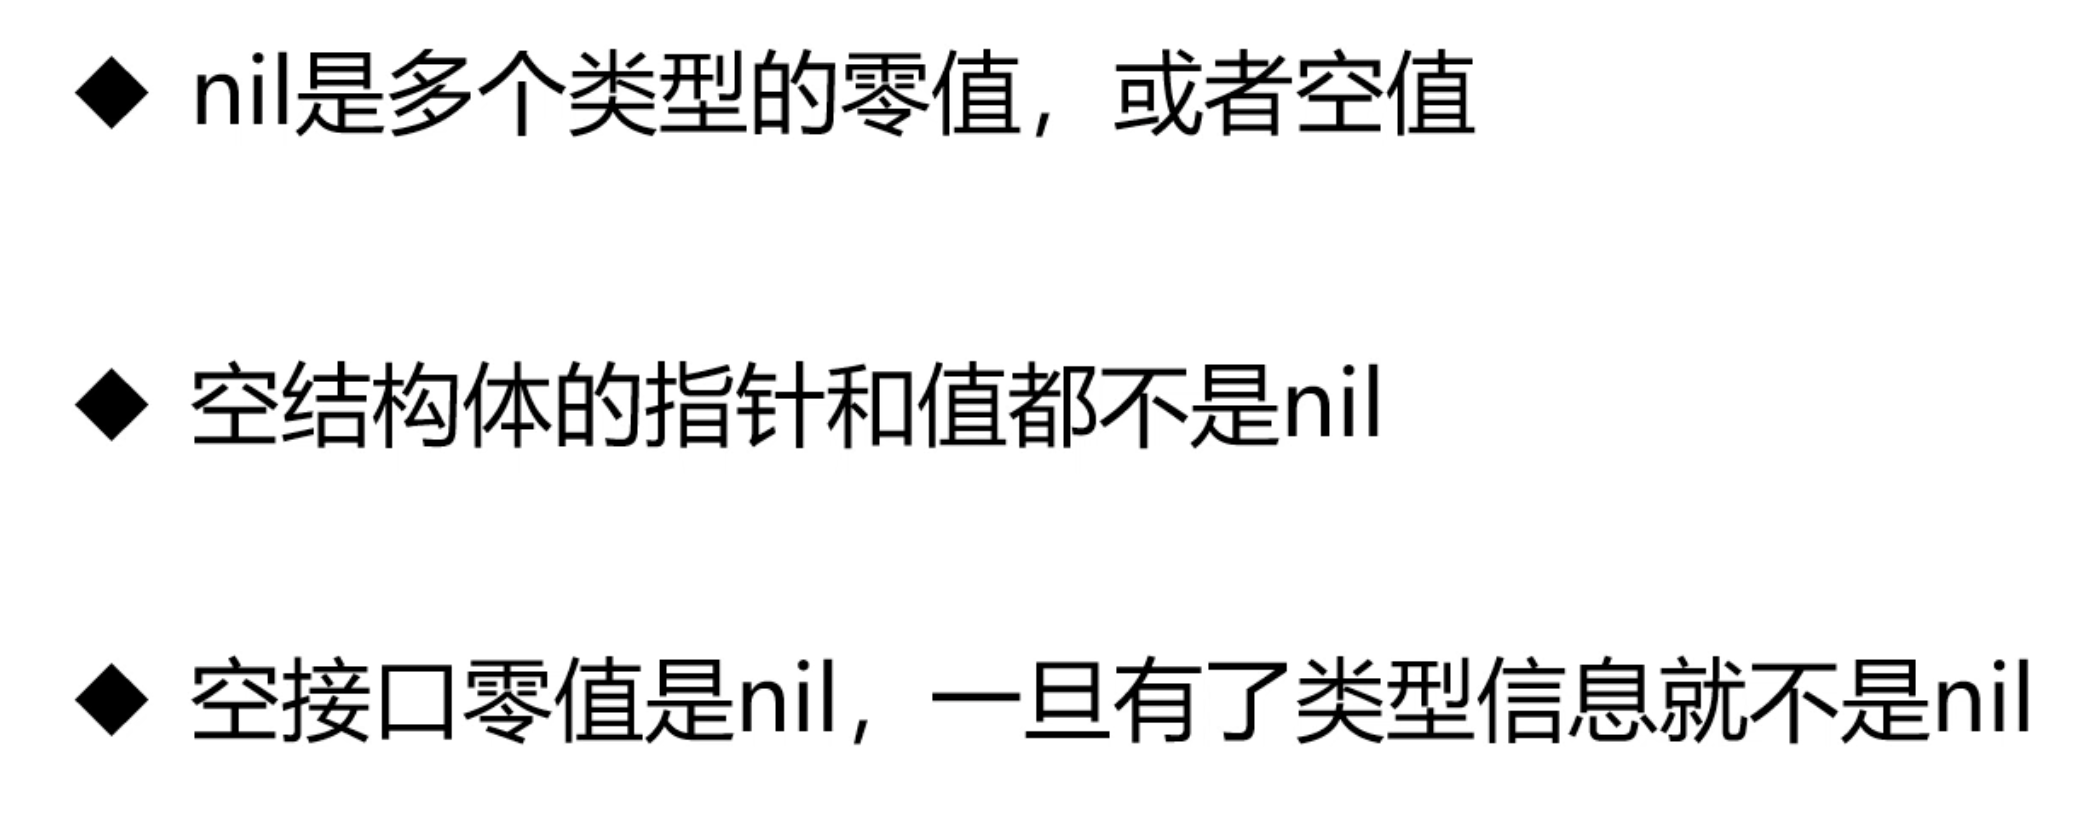 ◆ nil是多个类型的零值，或者空值
◆ 空结构体的指针和值都不是nil
◆ 空接口零值是nil，一旦有了类型信息就不是nil